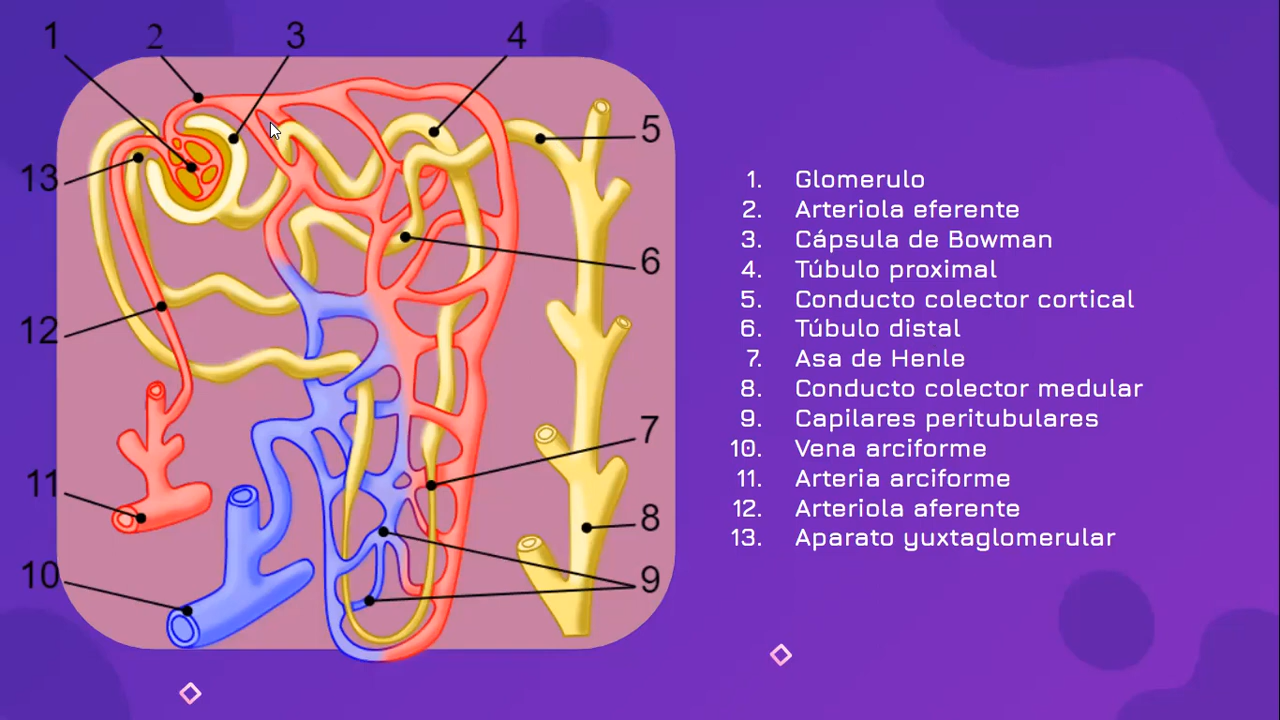 1 2 3 4
5
13
6
12
7
11
8
10
9
1. Glomerulo
2. Arteriola eferente
3. Cápsula de Bowman
4. Túbulo proximal
5. Conducto colector cortical
6. Túbulo distal
7. Asa de Henle
8. Conducto colector medular
9. Capilares peritubulares
10. Vena arciforme
11. Arteria arciforme
12. Arteriola aferente
13. Aparato yuxtaglomerular